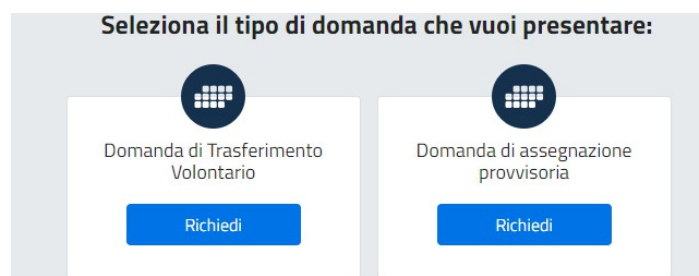 Seleziona il tipo di domanda che vuoi presentare:
Domanda di Trasferimento
Volontario
Richiedi
Domanda di assegnazione
provvisoria
Richiedi